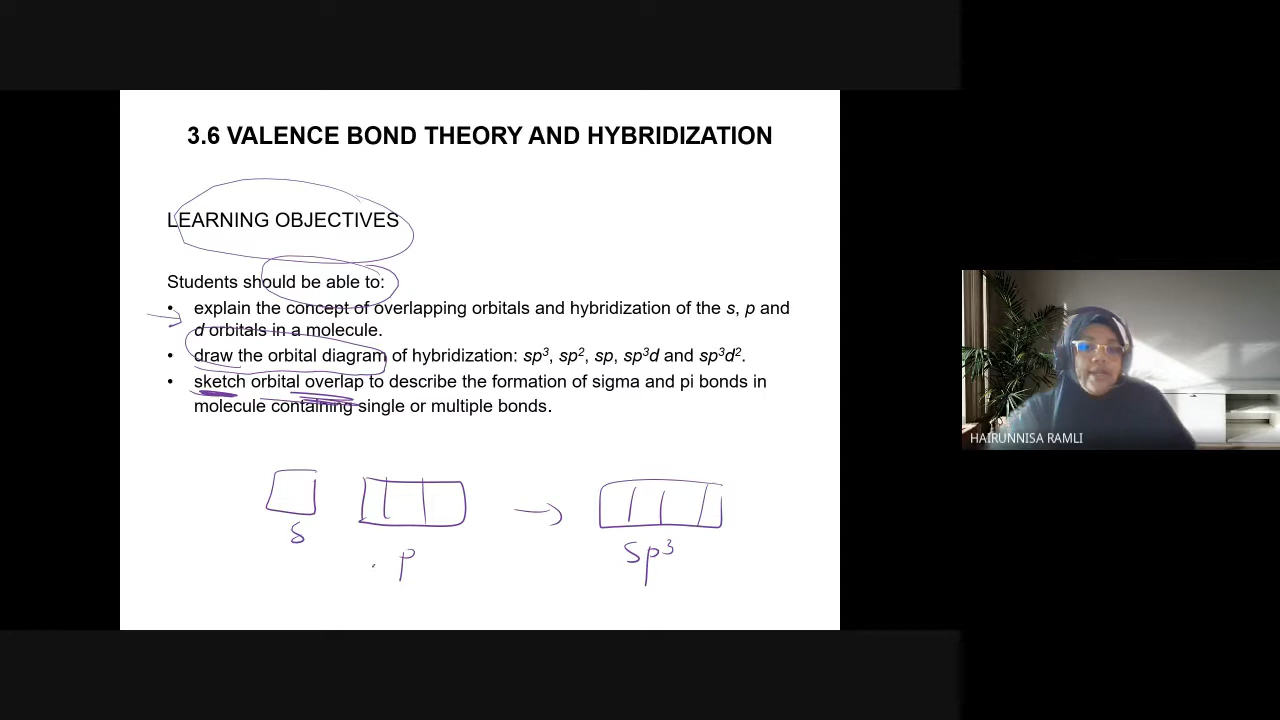 3.6 VALENCE BOND THEORY AND HYBRIDIZATION
LEARNING OBJECTIVES
Students should be able to:
• explain the concept of overlapping orbitals and hybridization of the s, p and
d orbitals in a molecule.
• draw the orbital diagram of hybridization: sp³, sp², sp, sp³d and sp³d².
• sketch orbital overlap to describe the formation of sigma and pi bonds in
molecule containing single or multiple bonds.
s p → sp³
HAIRUNNISA RAMLI